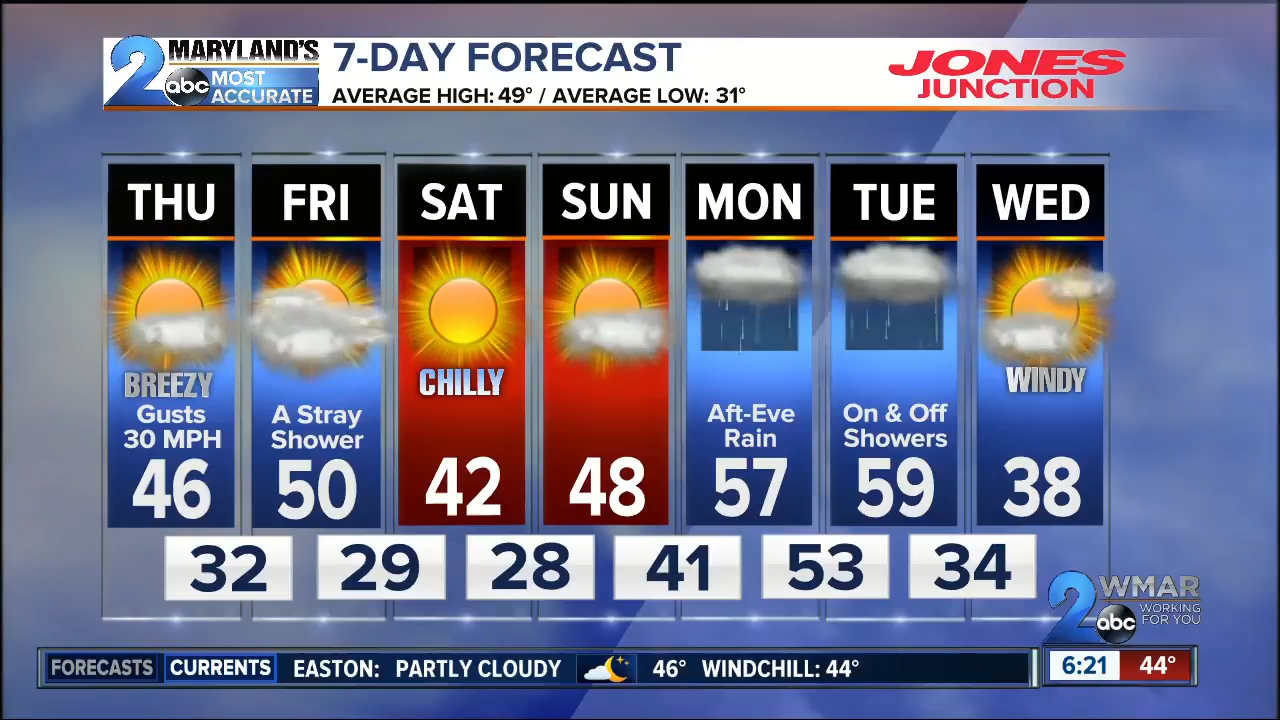 2 abc MARYLAND'S MOST ACCURATE
7-DAY FORECAST
AVERAGE HIGH: 49° / AVERAGE LOW: 31°
JONES
JUNCTION
THU FRI SAT SUN MON TUE WED
BREEZY CHILLY WINDY
Gusts A Stray Aft-Eve On & Off
30 MPH Shower Rain Showers
46 50 42 48 57 59 38
32 29 28 41 53 34
2 abc WMAR
WORKING
FOR YOU
FORECASTS CURRENTS EASTON: PARTLY CLOUDY 46° WINDCHILL: 44° 6:21 44°